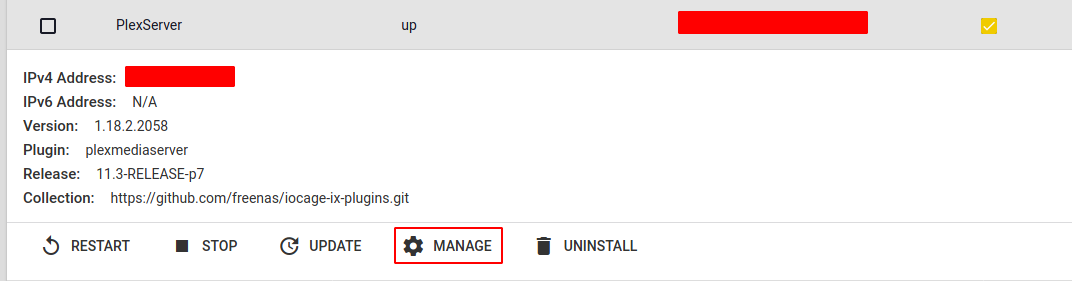 PlexServer up
IPv4 Address:
IPv6 Address: N/A
Version: 1.18.2.2058
Plugin: plexmediaserver
Release: 11.3-RELEASE-p7
Collection: https://github.com/freenas/iocage-ix-plugins.git
RESTART STOP UPDATE MANAGE UNINSTALL